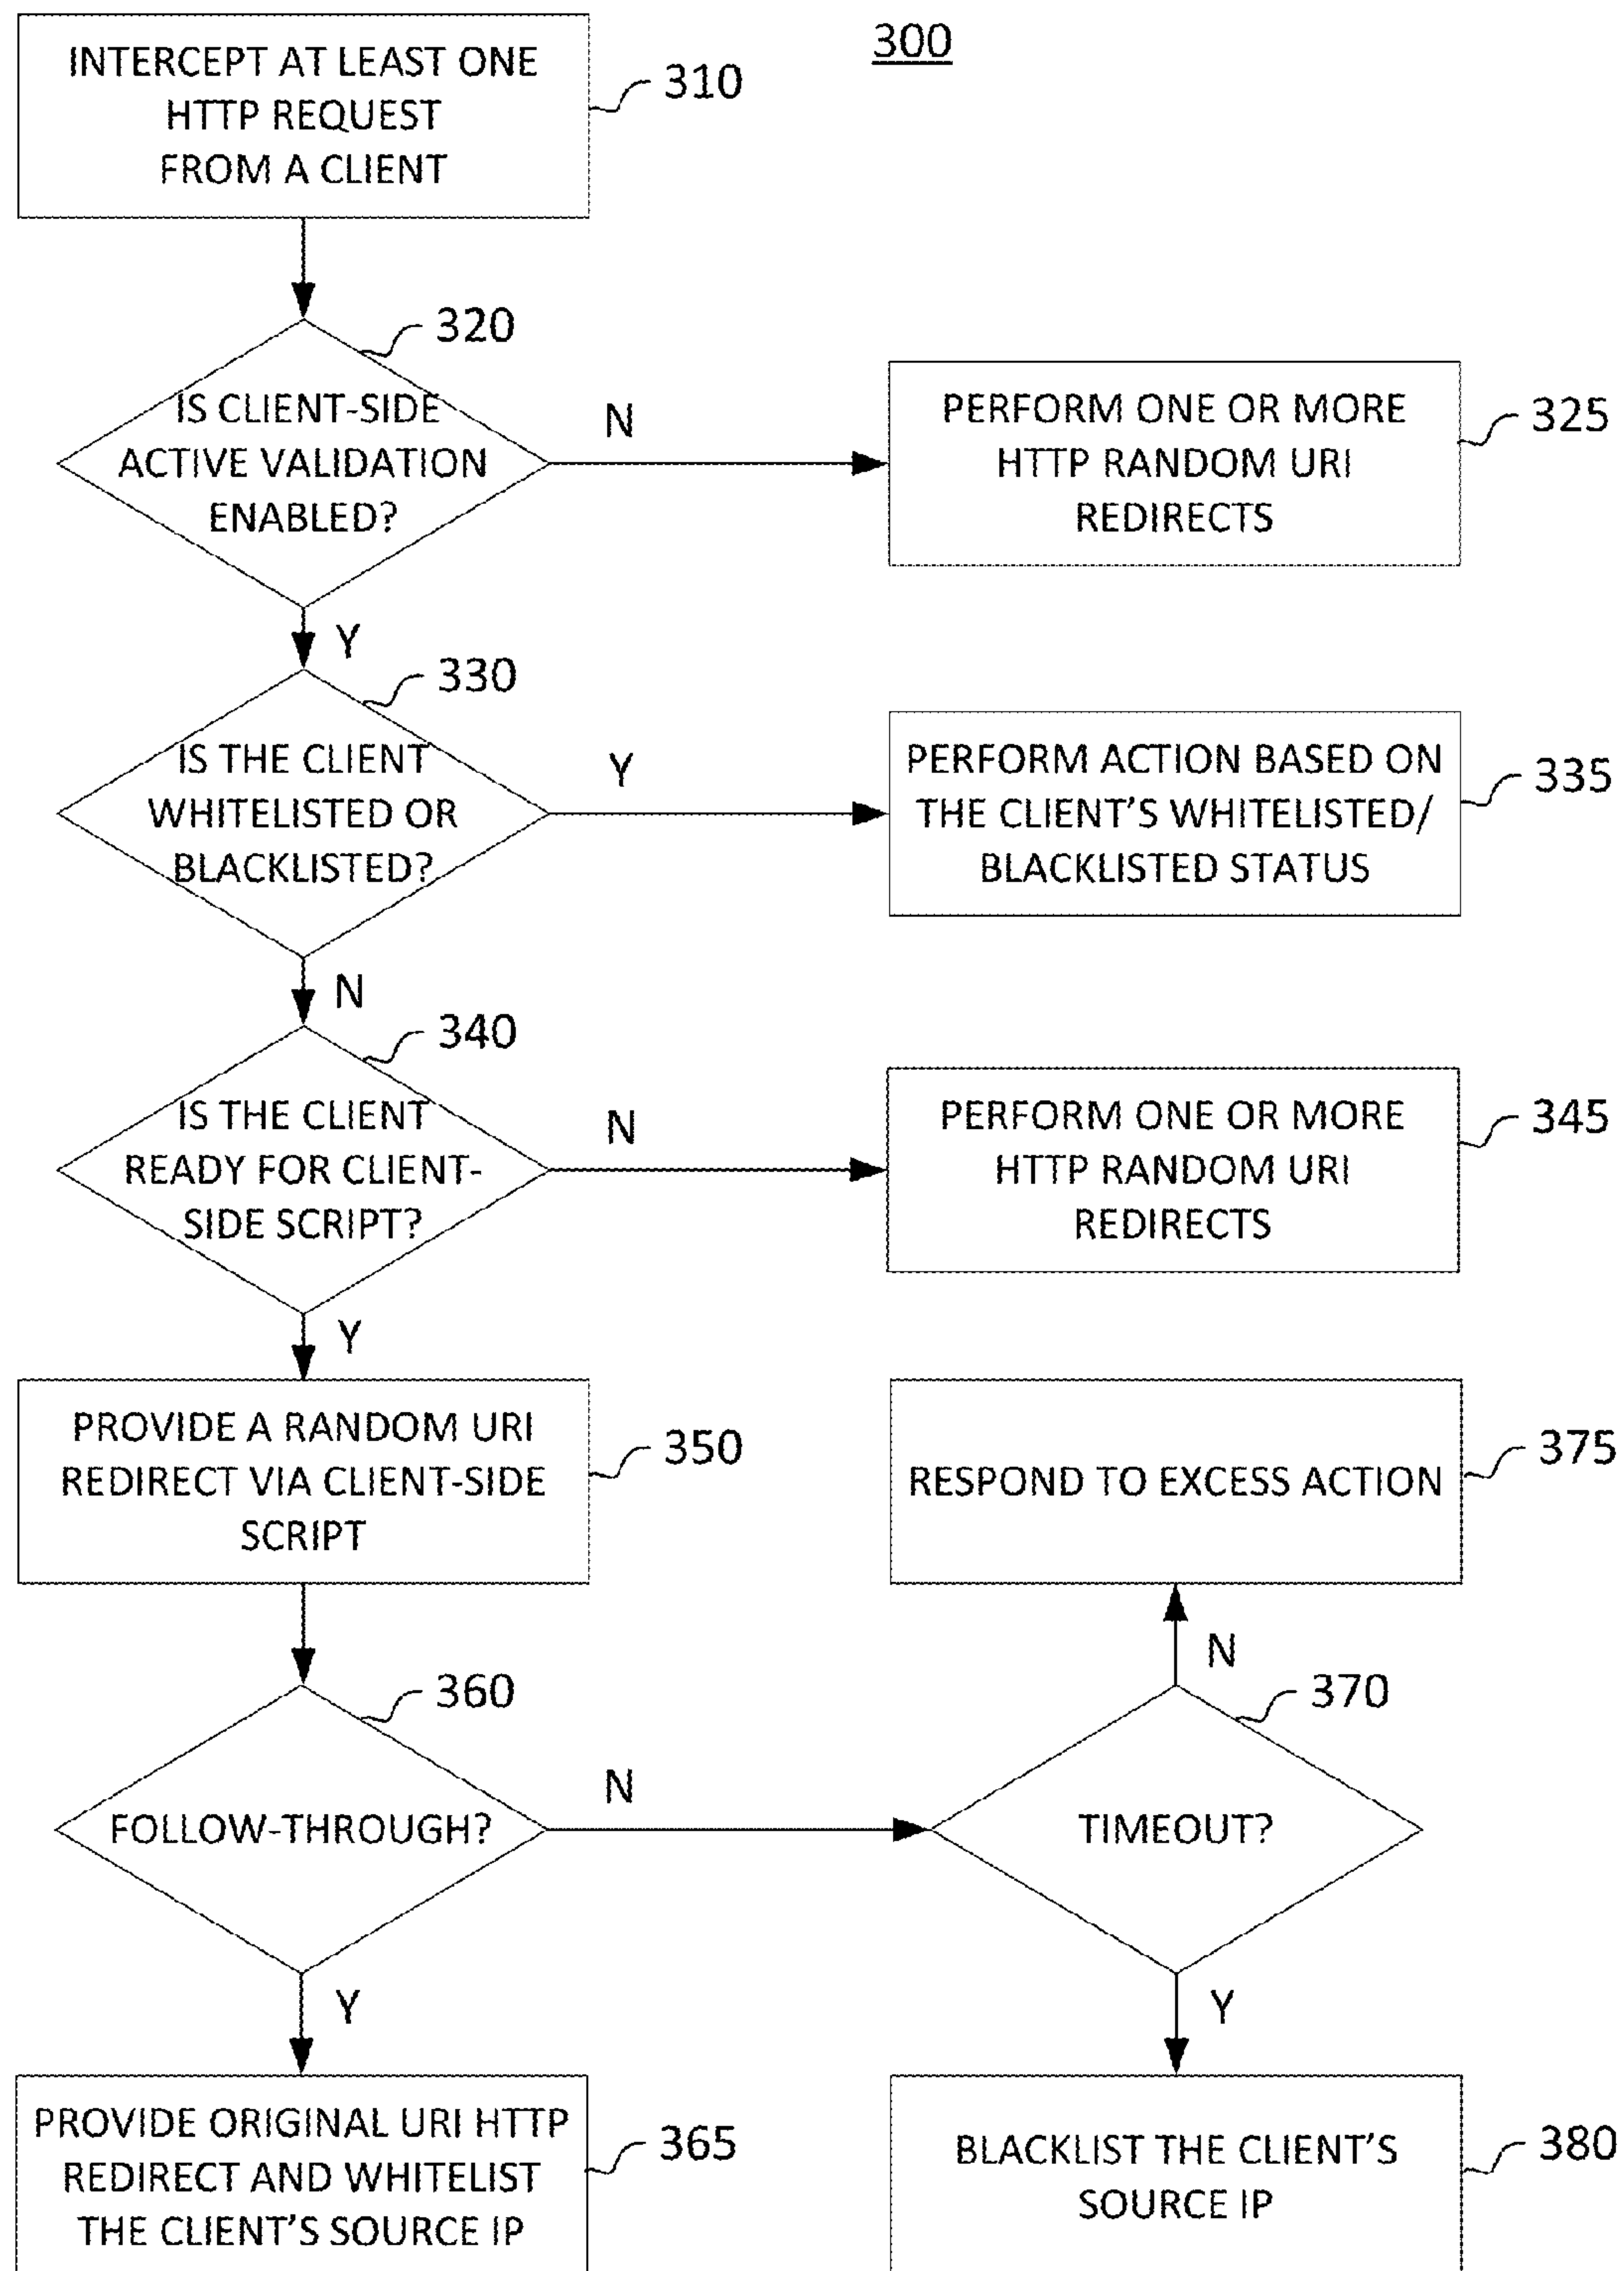 300
INTERCEPT AT LEAST ONE
HTTP REQUEST
FROM A CLIENT
310
320
IS CLIENT-SIDE
ACTIVE VALIDATION
ENABLED?
N
PERFORM ONE OR MORE
HTTP RANDOM URI
REDIRECTS
325
Y
330
IS THE CLIENT
WHITELISTED OR
BLACKLISTED?
Y
PERFORM ACTION BASED ON
THE CLIENT'S WHITELISTED/
BLACKLISTED STATUS
335
N
340
IS THE CLIENT
READY FOR CLIENT-
SIDE SCRIPT?
N
PERFORM ONE OR MORE
HTTP RANDOM URI
REDIRECTS
345
Y
PROVIDE A RANDOM URI
REDIRECT VIA CLIENT-SIDE
SCRIPT
350
RESPOND TO EXCESS ACTION
375
N
360
FOLLOW-THROUGH?
N
370
TIMEOUT?
Y
Y
PROVIDE ORIGINAL URI HTTP
REDIRECT AND WHITELIST
THE CLIENT'S SOURCE IP
365
BLACKLIST THE CLIENT'S
SOURCE IP
380